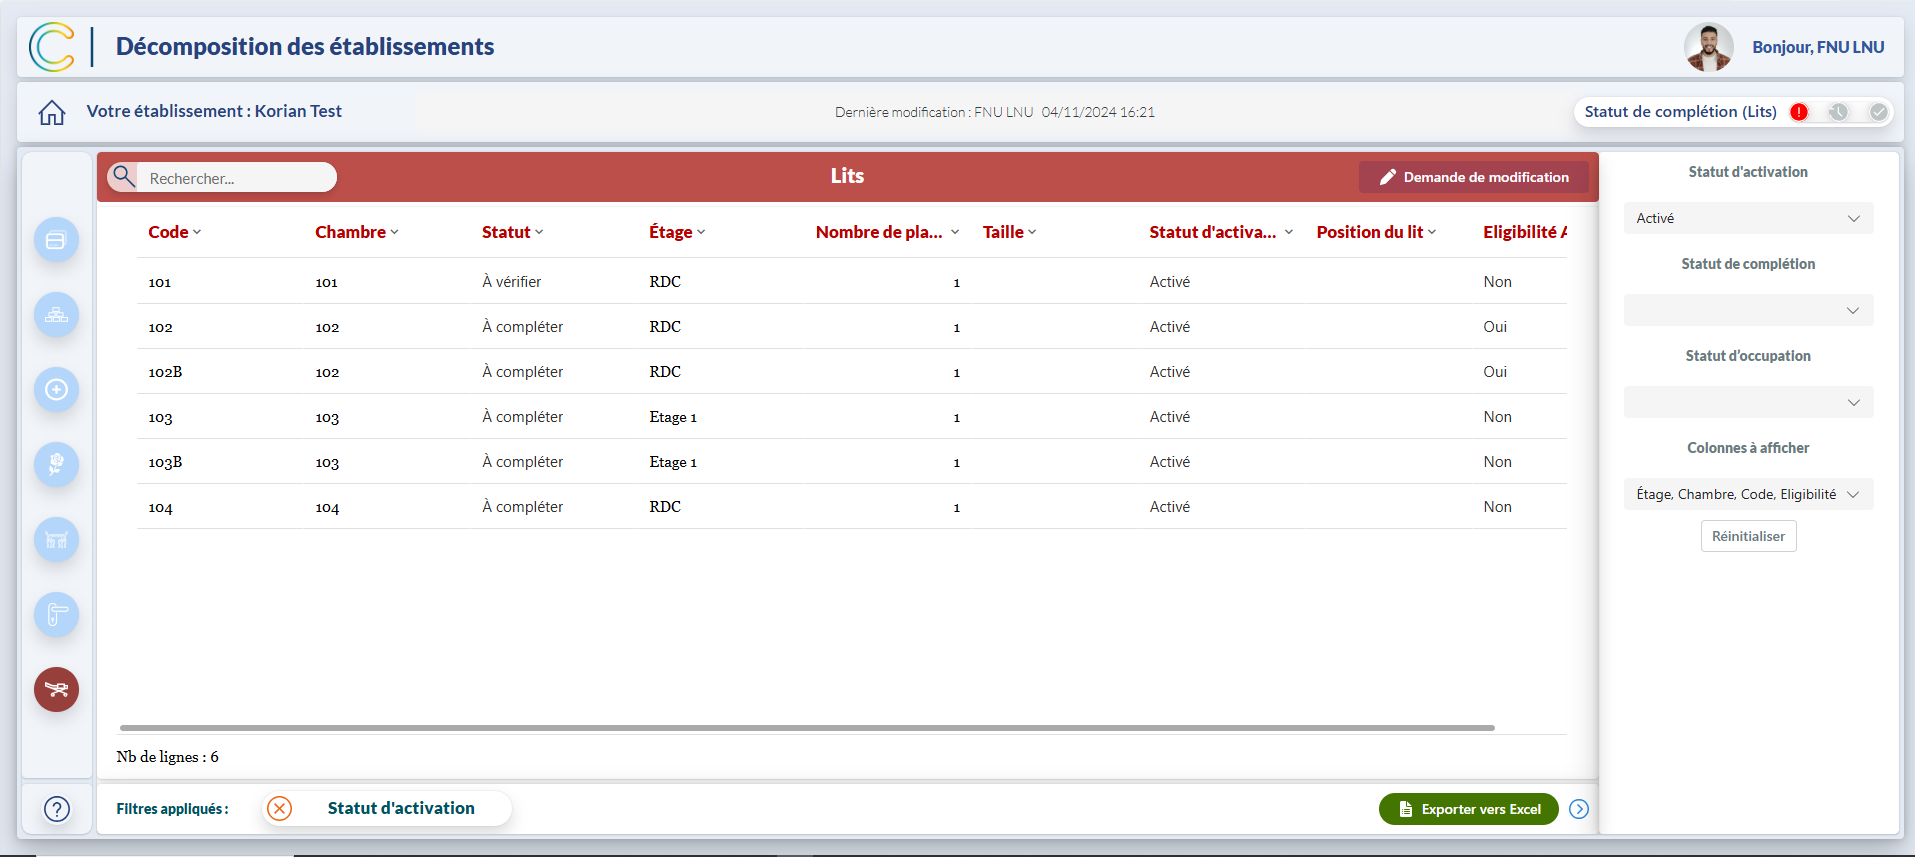 Décomposition des établissements
Bonjour, FNU LNU
Votre établissement : Korian Test
Dernière modification : FNU LNU 04/11/2024 16:21
Statut de complétion (Lits)
Rechercher...
Lits
Demande de modification
Code Chambre Statut Étage Nombre de pla... Taille Statut d'activa... Position du lit Eligibilité A
101 101 À vérifier RDC 1 Activé Non
102 102 À compléter RDC 1 Activé Oui
102B 102 À compléter RDC 1 Activé Oui
103 103 À compléter Etage 1 1 Activé Non
103B 103 À compléter Etage 1 1 Activé Non
104 104 À compléter RDC 1 Activé Non
Nb de lignes : 6
Filtres appliqués :
Statut d'activation
Exporter vers Excel
Statut d'activation
Activé
Statut de complétion
Statut d’occupation
Colonnes à afficher
Étage, Chambre, Code, Eligibilité
Réinitialiser